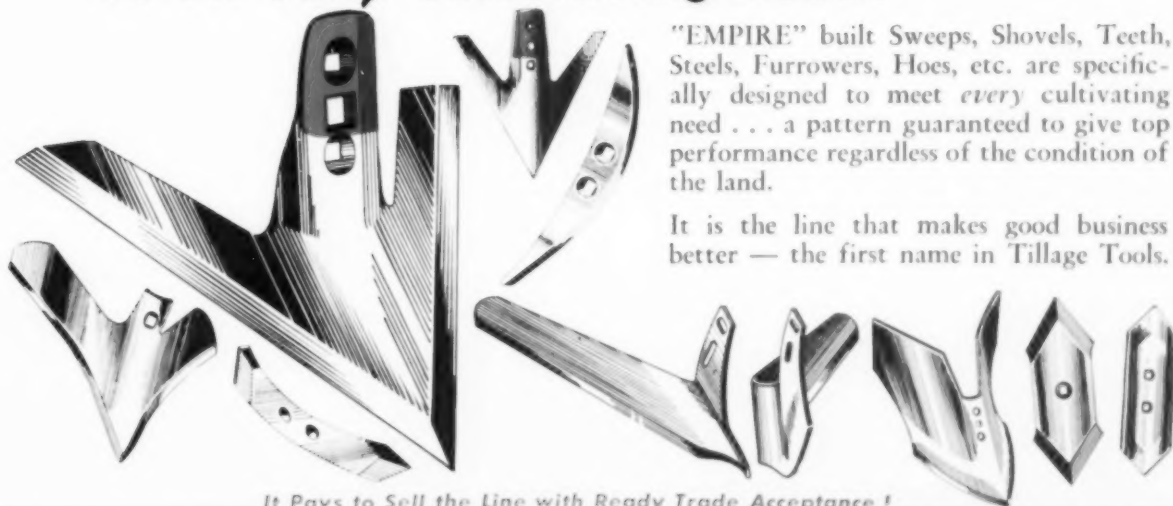 "EMPIRE" built Sweeps, Shovels, Teeth,
Steels, Furrowers, Hoes, etc. are specific-
ally designed to meet every cultivating
need . . . a pattern guaranteed to give top
performance regardless of the condition of
the land.
It is the line that makes good business
better — the first name in Tillage Tools.
It Pays to Sell the Line with Ready Trade Acceptance !